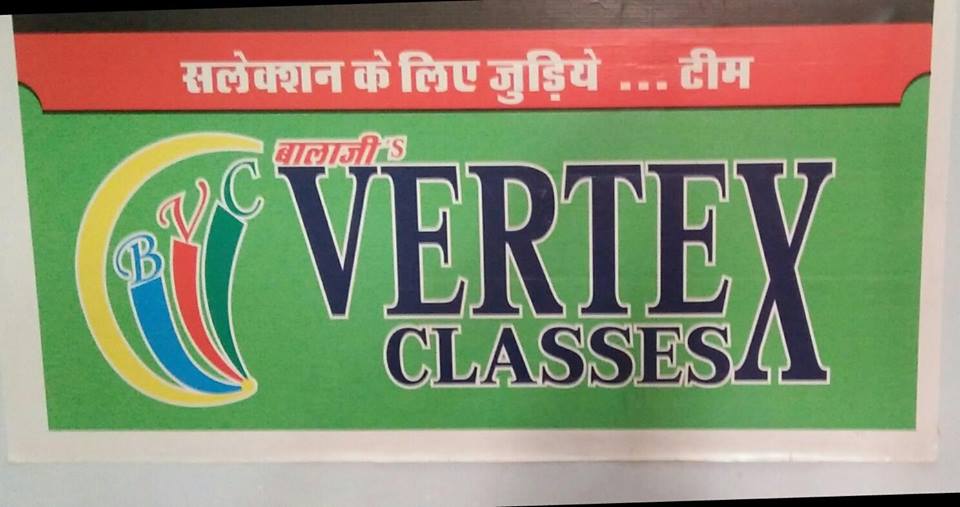 सलेक्शन के लिए जुड़िये ... टीम
बालाजी'S
BVC
VERTEX
CLASSES